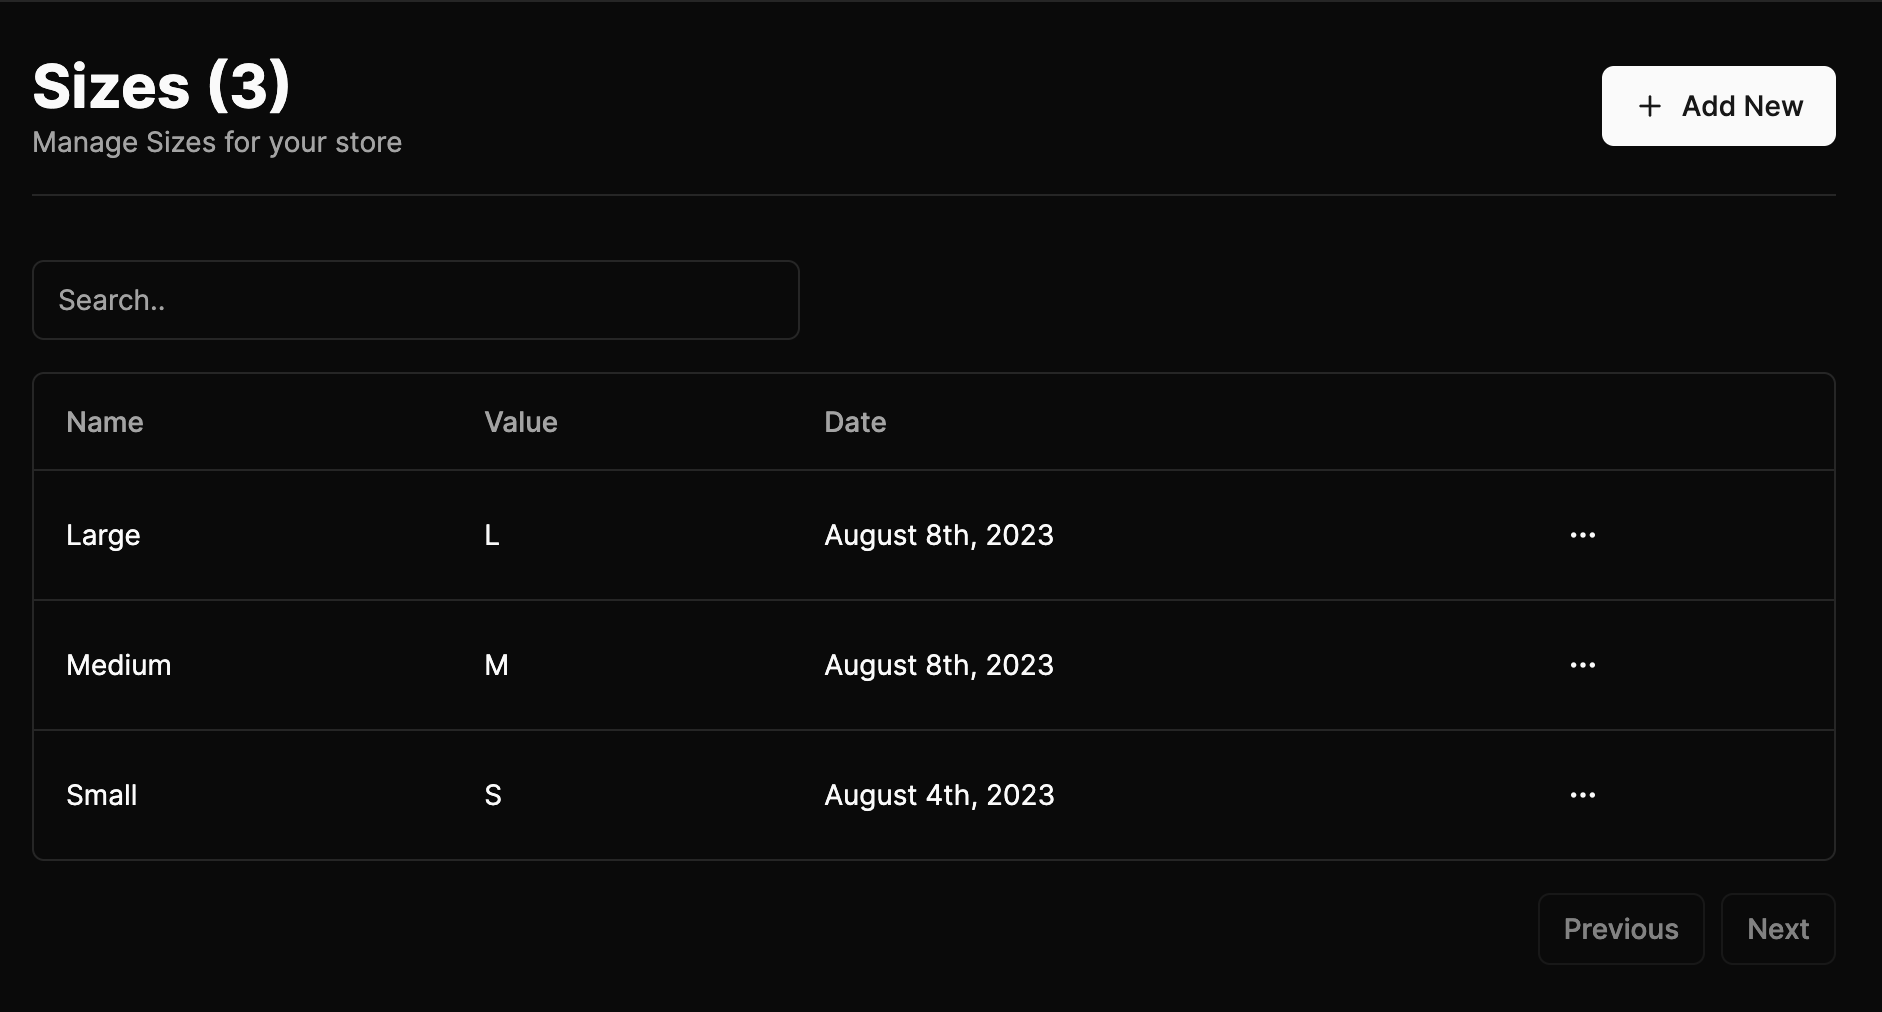 Sizes (3)
Manage Sizes for your store
+ Add New
Search..
Name Value Date
Large L August 8th, 2023 ···
Medium M August 8th, 2023 ···
Small S August 4th, 2023 ···
Previous Next